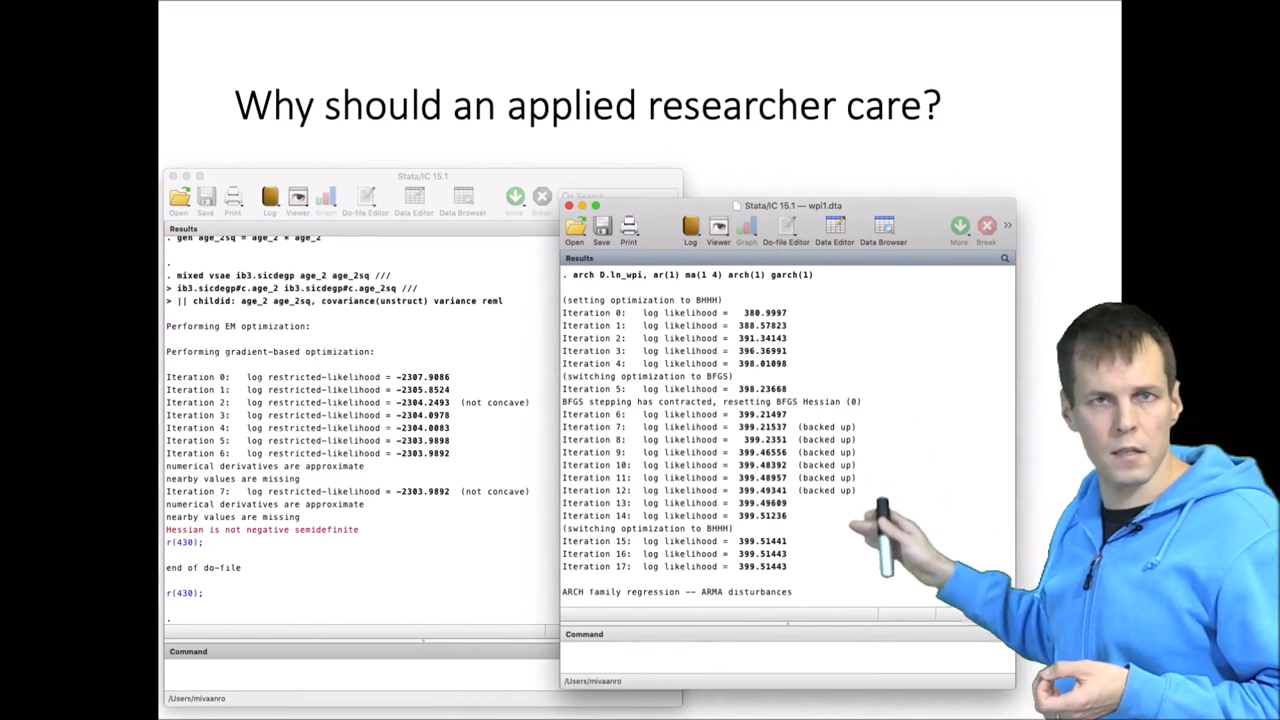 Why should an applied researcher care?
Stata/IC 15.1
Open Save Print Log Viewer Graph Do-file Editor Data Editor Data Browser More Break
Search
Results
. gen age_2sq = age_2 * age_2
.
. mixed vsae ib3.sicdegp age_2 age_2sq ///
> ib3.sicdegp#c.age_2 ib3.sicdegp#c.age_2sq ///
> || childid: age_2 age_2sq, covariance(unstruct) variance reml
Performing EM optimization:
Performing gradient-based optimization:
Iteration 0: log restricted-likelihood = -2307.9086
Iteration 1: log restricted-likelihood = -2305.8524
Iteration 2: log restricted-likelihood = -2304.2493 (not concave)
Iteration 3: log restricted-likelihood = -2304.0978
Iteration 4: log restricted-likelihood = -2304.0083
Iteration 5: log restricted-likelihood = -2303.9898
Iteration 6: log restricted-likelihood = -2303.9892
numerical derivatives are approximate
nearby values are missing
Iteration 7: log restricted-likelihood = -2303.9892 (not concave)
numerical derivatives are approximate
nearby values are missing
Hessian is not negative semidefinite
r(430);
end of do-file
r(430);
.
Command
/Users/mivaanro
Stata/IC 15.1 — wpi1.dta
Open Save Print Log Viewer Graph Do-file Editor Data Editor Data Browser More Break »
Results
. arch D.ln_wpi, ar(1) ma(1 4) arch(1) garch(1)
(setting optimization to BHHH)
Iteration 0: log likelihood = 380.9997
Iteration 1: log likelihood = 388.57823
Iteration 2: log likelihood = 391.34143
Iteration 3: log likelihood = 396.36991
Iteration 4: log likelihood = 398.01098
(switching optimization to BFGS)
Iteration 5: log likelihood = 398.23668
BFGS stepping has contracted, resetting BFGS Hessian (0)
Iteration 6: log likelihood = 399.21497
Iteration 7: log likelihood = 399.21537 (backed up)
Iteration 8: log likelihood = 399.2351 (backed up)
Iteration 9: log likelihood = 399.46556 (backed up)
Iteration 10: log likelihood = 399.48392 (backed up)
Iteration 11: log likelihood = 399.48957 (backed up)
Iteration 12: log likelihood = 399.49341 (backed up)
Iteration 13: log likelihood = 399.49609
Iteration 14: log likelihood = 399.51236
(switching optimization to BHHH)
Iteration 15: log likelihood = 399.51441
Iteration 16: log likelihood = 399.51443
Iteration 17: log likelihood = 399.51443
ARCH family regression -- ARMA disturbances
Command
/Users/mivaanro